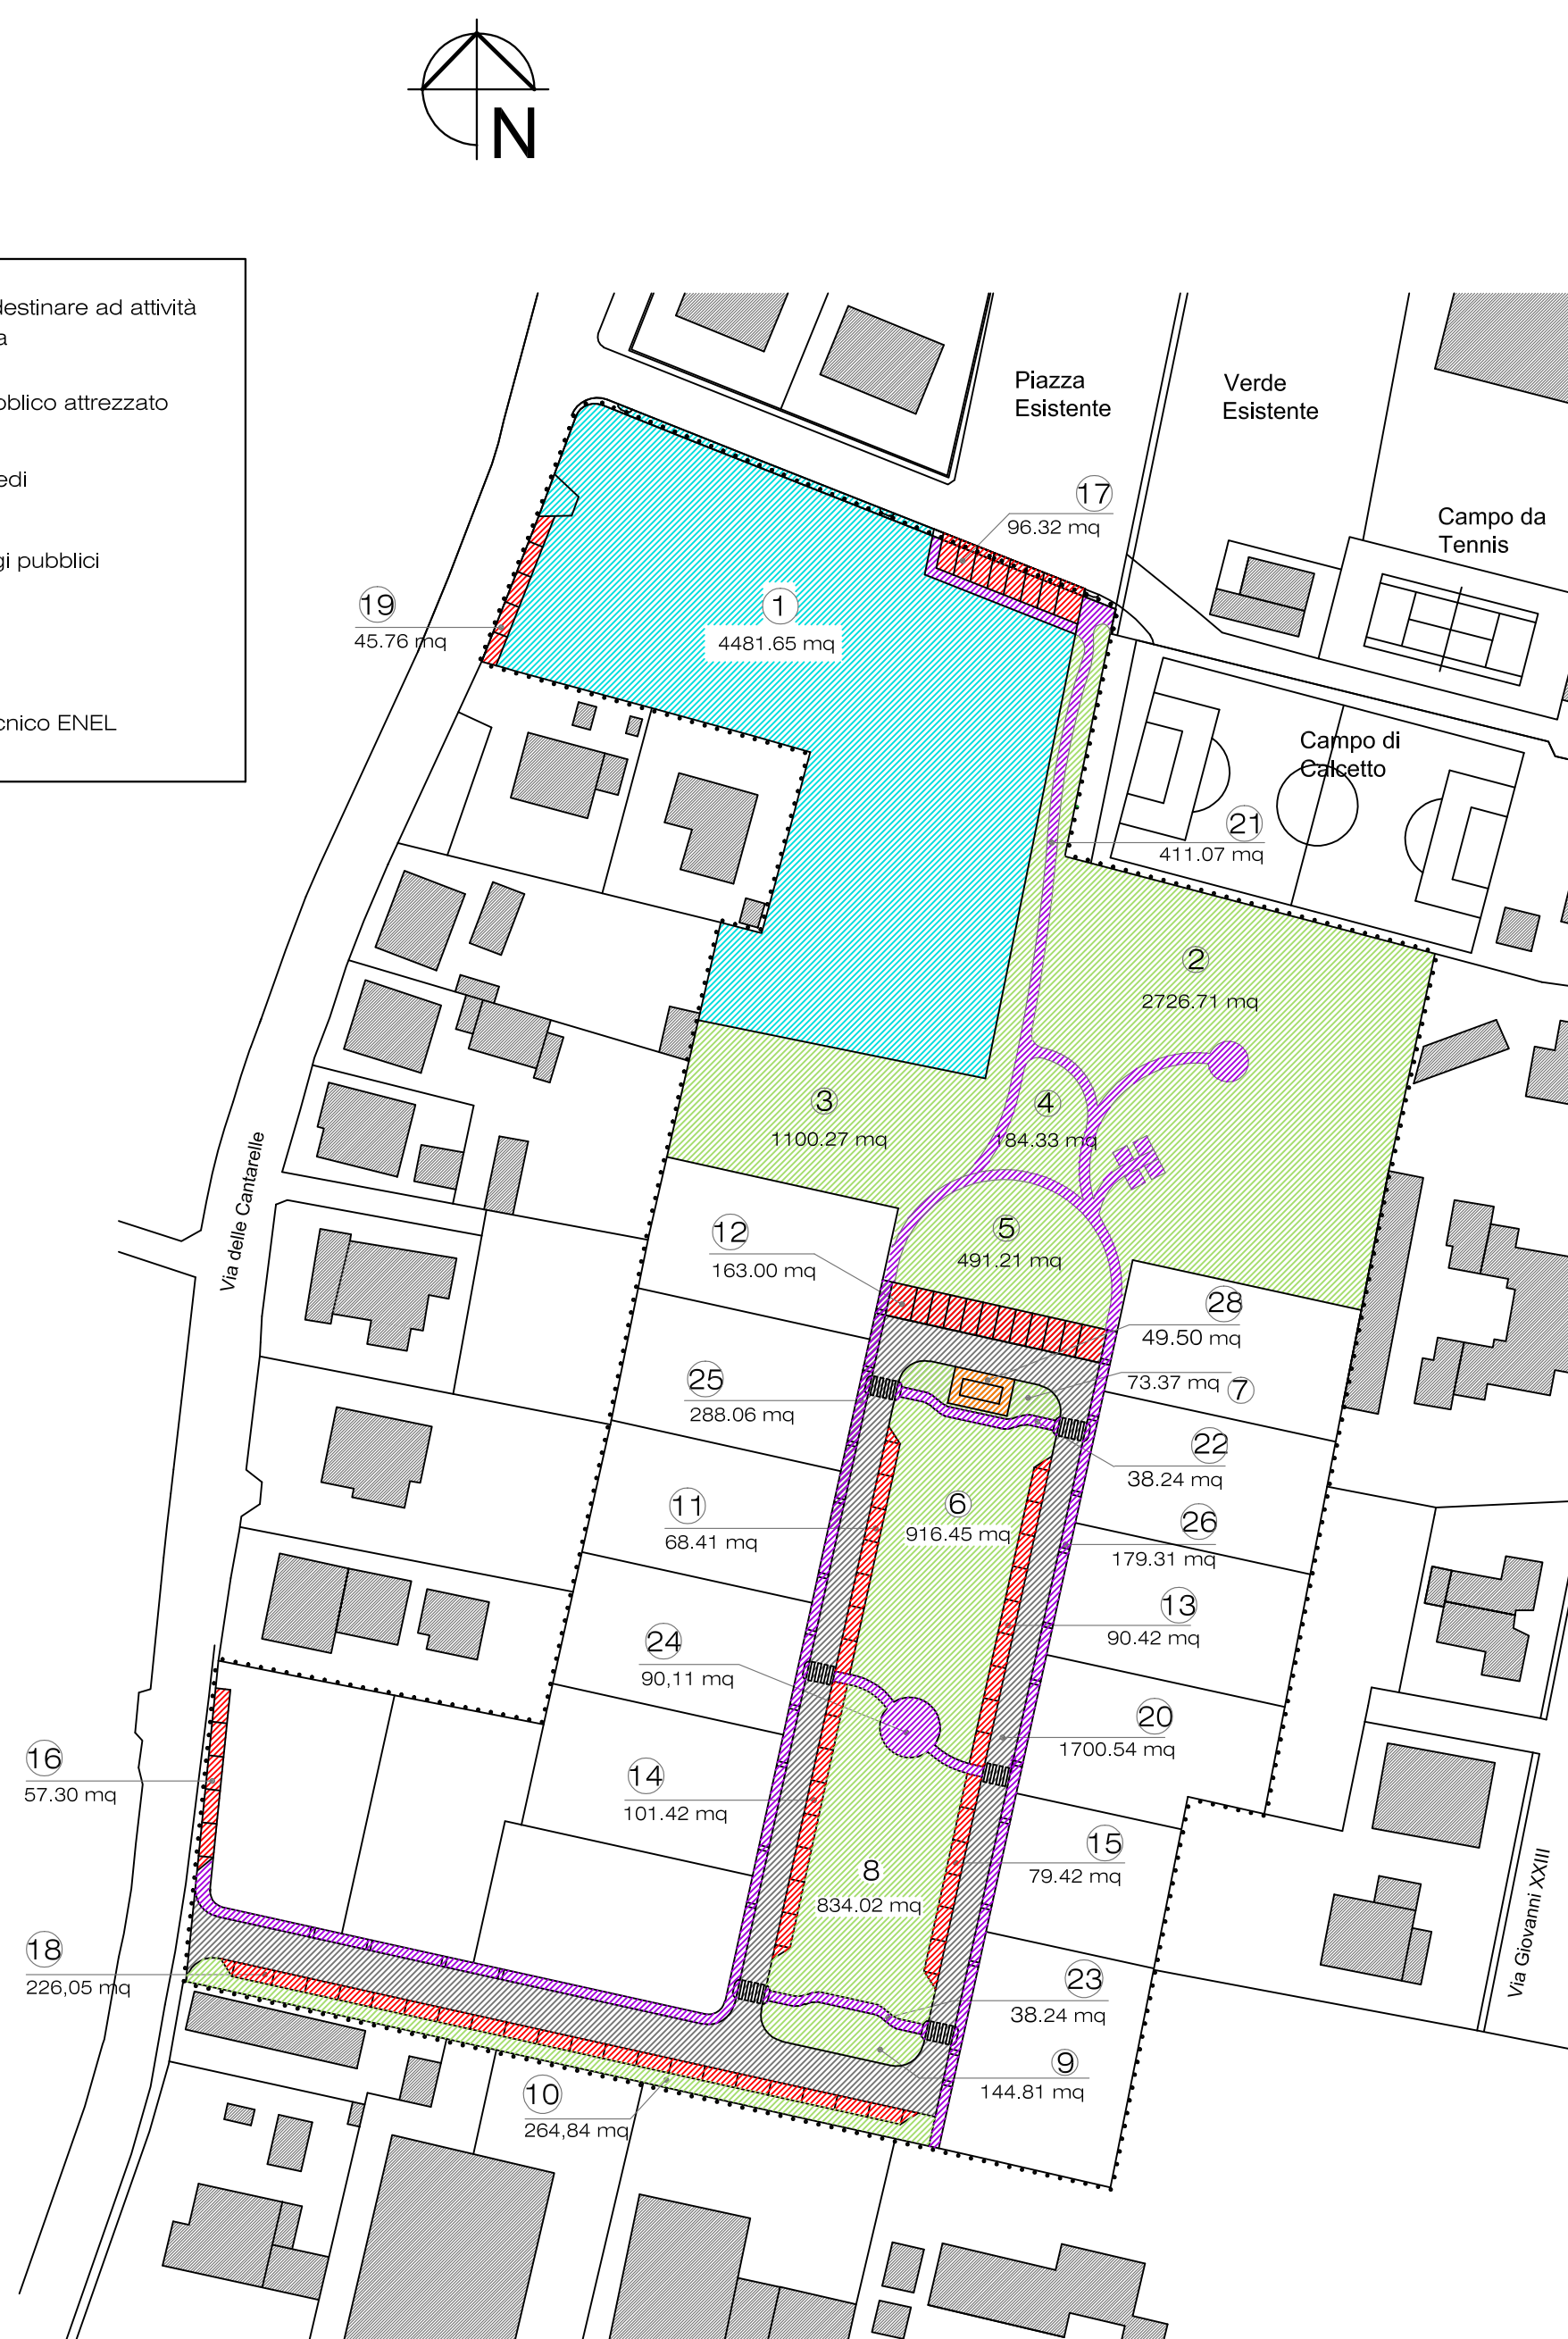 N
destinare ad attività
a
oblico attrezzato
edi
gi pubblici
cnico ENEL
Piazza
Esistente
Verde
Esistente
17
96.32 mq
Campo da
Tennis
19
45.76 mq
1
4481.65 mq
Campo di
Calcetto
21
411.07 mq
2
2726.71 mq
3
1100.27 mq
4
184.33 mq
Via delle Cantarelle
12
163.00 mq
5
491.21 mq
28
49.50 mq
25
288.06 mq
73.37 mq
7
22
38.24 mq
11
68.41 mq
6
916.45 mq
26
179.31 mq
13
90.42 mq
24
90,11 mq
20
1700.54 mq
16
57.30 mq
14
101.42 mq
15
79.42 mq
8
834.02 mq
Via Giovanni XXIII
18
226,05 mq
23
38.24 mq
9
144.81 mq
10
264,84 mq